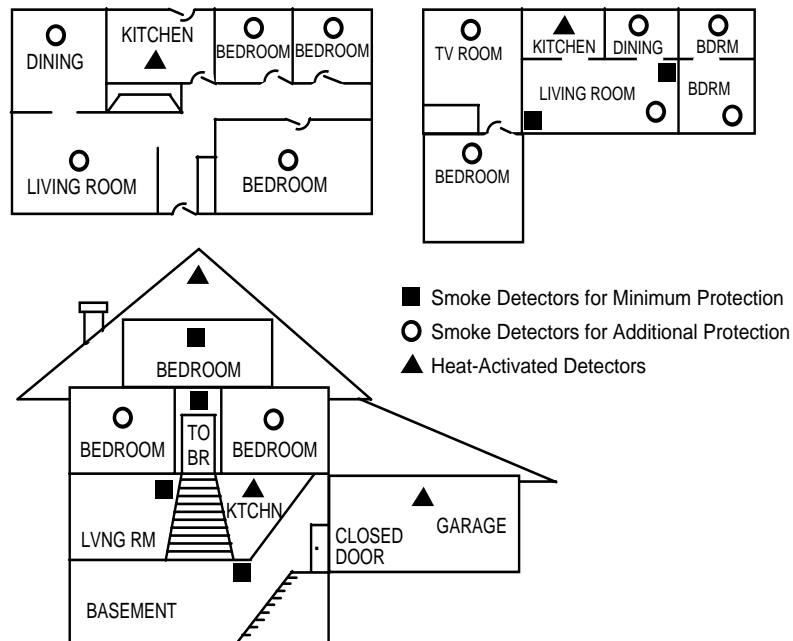 DINING
KITCHEN
BEDROOM
BEDROOM
LIVING ROOM
BEDROOM
TV ROOM
KITCHEN
DINING
BDRM
LIVING ROOM
BDRM
BEDROOM
Smoke Detectors for Minimum Protection
Smoke Detectors for Additional Protection
Heat-Activated Detectors
BEDROOM
BEDROOM
TO
BR
BEDROOM
LVNG RM
KTCHN
CLOSED
DOOR
GARAGE
BASEMENT